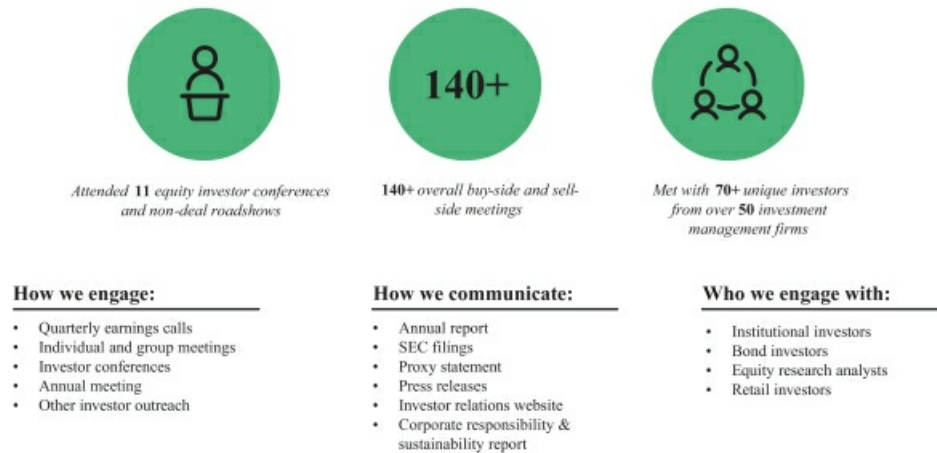 140+
Attended 11 equity investor conferences
and non-deal roadshows
140+ overall buy-side and sell-
side meetings
Met with 70+ unique investors
from over 50 investment
management firms
How we engage:
• Quarterly earnings calls
• Individual and group meetings
• Investor conferences
• Annual meeting
• Other investor outreach
How we communicate:
• Annual report
• SEC filings
• Proxy statement
• Press releases
• Investor relations website
• Corporate responsibility &
sustainability report
Who we engage with:
• Institutional investors
• Bond investors
• Equity research analysts
• Retail investors